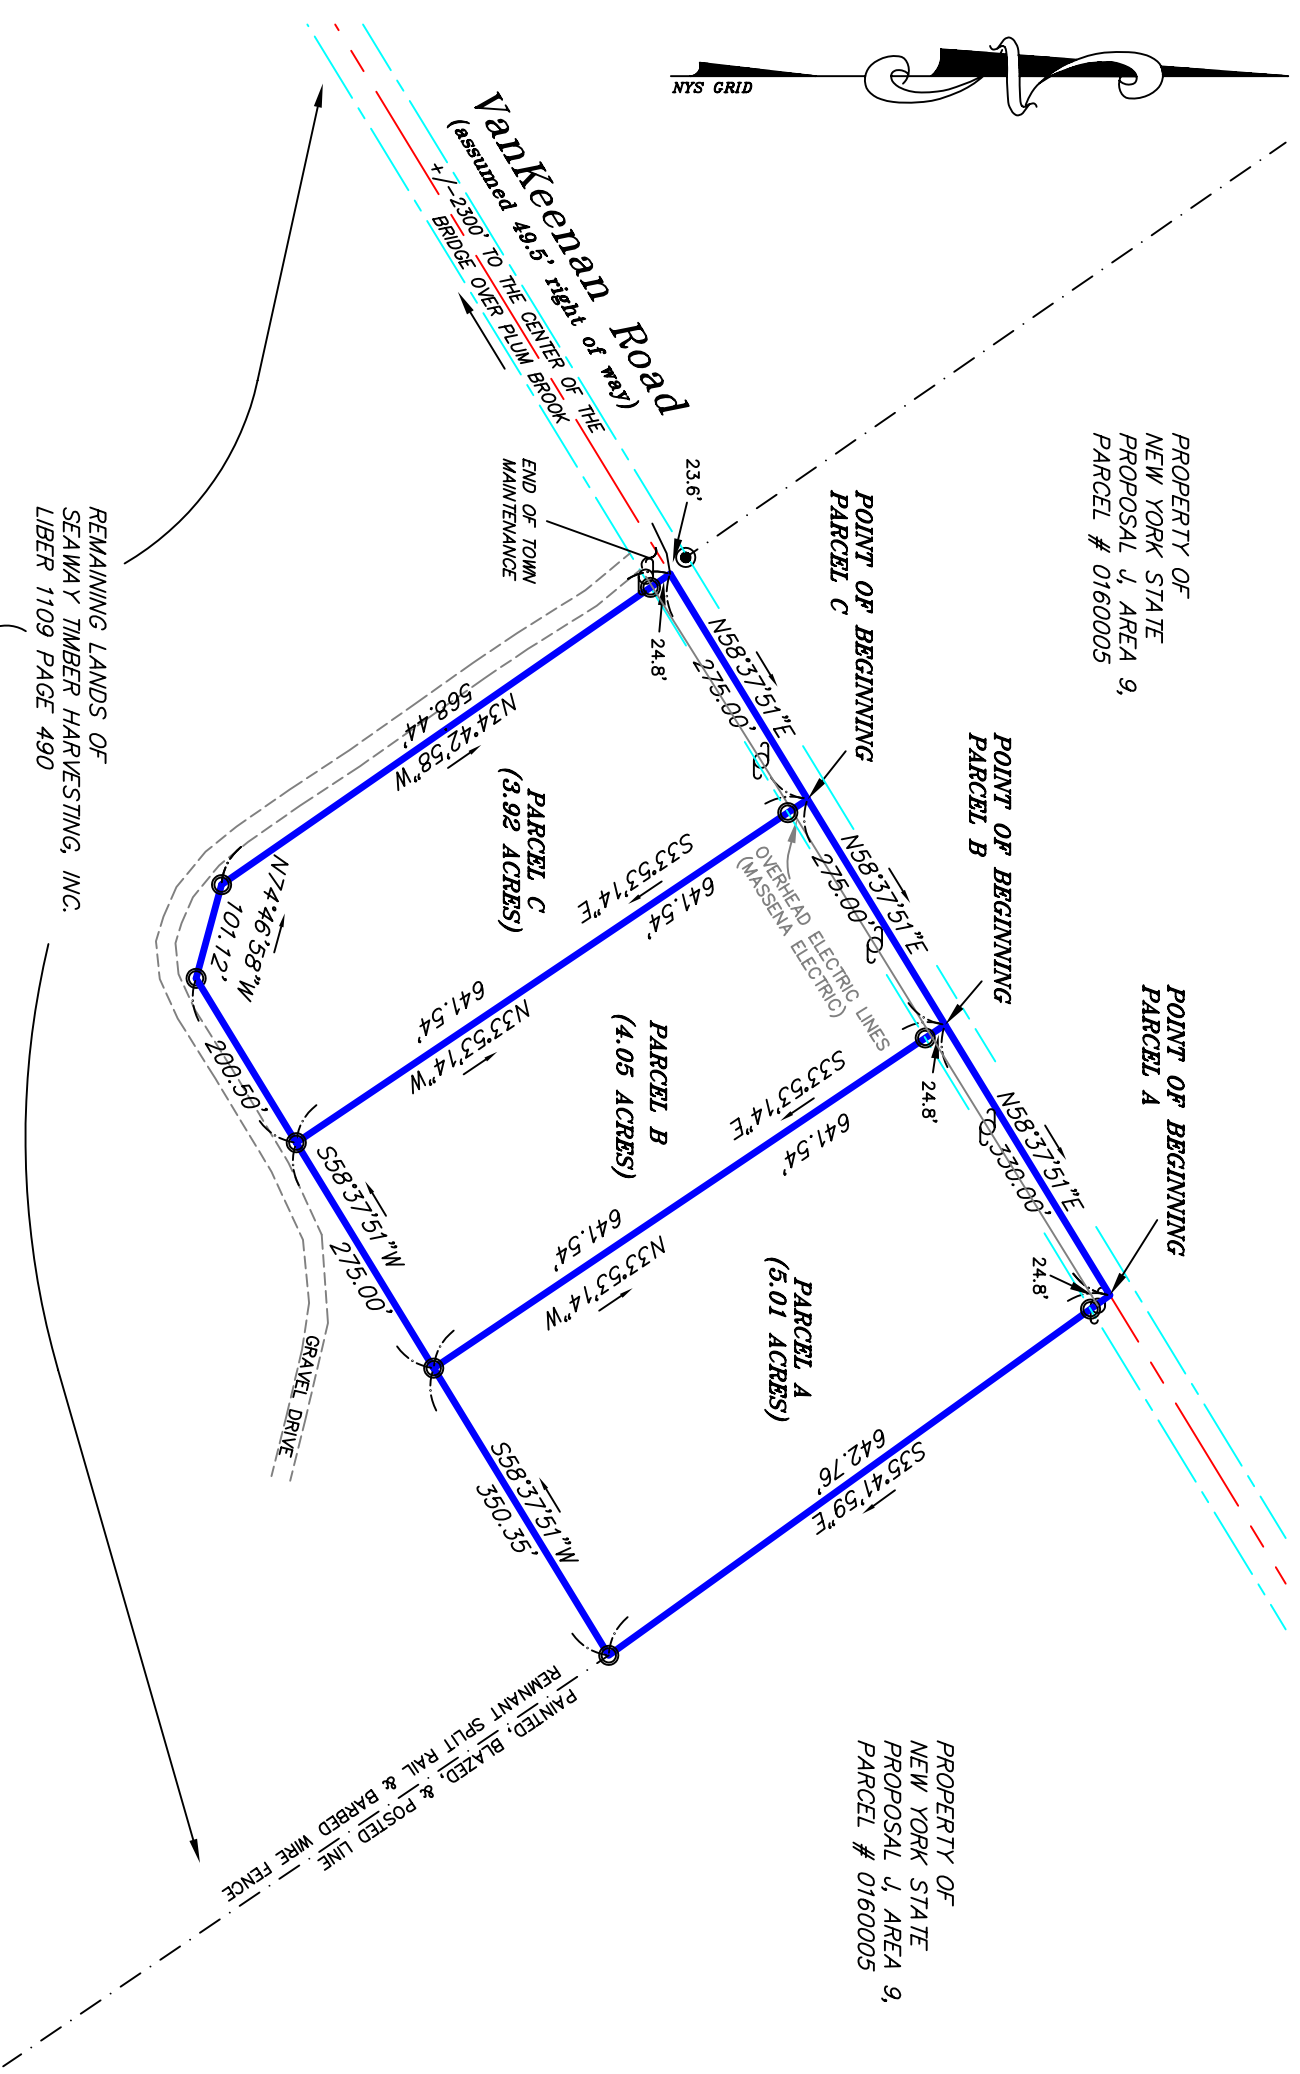 NYS GRID
PROPERTY OF
NEW YORK STATE
PROPOSAL J, AREA 9,
PARCEL # 0160005
VanKeenan Road
(assumed 49.5' right of way)
+/-2300' TO THE CENTER OF THE
BRIDGE OVER PLUM BROOK
END OF TOWN
MAINTENANCE
23.6'
24.8'
POINT OF BEGINNING
PARCEL C
N58°37'51"E
275.00'
POINT OF BEGINNING
PARCEL B
N58°37'51"E
275.00'
OVERHEAD ELECTRIC LINES
(MASSENA ELECTRIC)
24.8'
POINT OF BEGINNING
PARCEL A
N58°37'51"E
330.00'
24.8'
568.44'
N34°42'58"W
PARCEL C
(3.92 ACRES)
S33°53'14"E
641.54'
641.54'
N33°53'14"W
PARCEL B
(4.05 ACRES)
S33°53'14"E
641.54'
641.54'
N33°53'14"W
PARCEL A
(5.01 ACRES)
642.76'
S35°41'59"E
N74°46'58"W
101.12'
200.50'
S58°37'51"W
275.00'
S58°37'51"W
350.35'
GRAVEL DRIVE
REMAINING LANDS OF
SEAWAY TIMBER HARVESTING, INC.
LIBER 1109 PAGE 490
PAINTED, BLAZED, & POSTED LINE
REMNANT SPLIT RAIL & BARBED WIRE FENCE
PROPERTY OF
NEW YORK STATE
PROPOSAL J, AREA 9,
PARCEL # 0160005